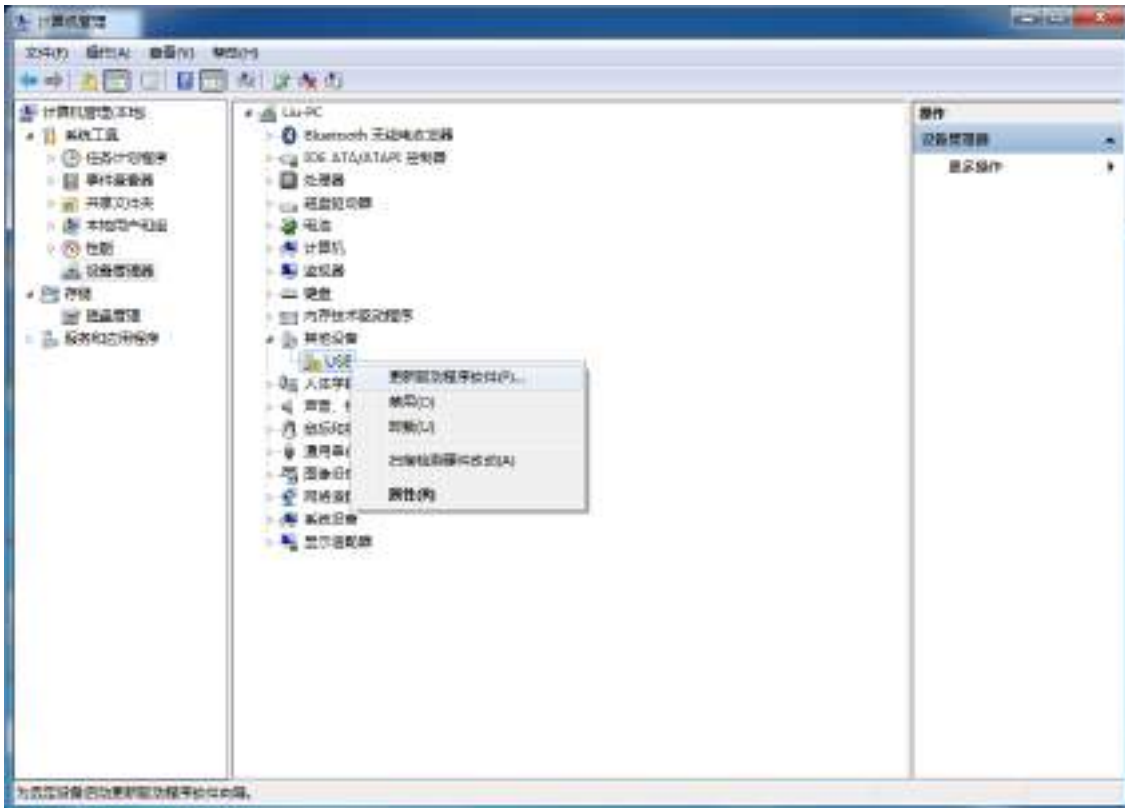 计算机管理
文件(F) 操作(A) 查看(V) 帮助(H)
计算机管理(本地)
系统工具
任务计划程序
事件查看器
共享文件夹
本地用户和组
性能
设备管理器
存储
磁盘管理
服务和应用程序
Liu-PC
Bluetooth 无线电收发器
IDE ATA/ATAPI 控制器
处理器
磁盘驱动器
电池
计算机
监视器
键盘
内存技术驱动程序
其他设备
USB
人体学
声音、
鼠标和
通用串
图像设
网络适配
系统设备
显示适配器
更新驱动程序软件(P)...
禁用(D)
卸载(U)
扫描检测硬件改动(A)
属性(R)
操作
设备管理器
更多操作
为选定设备启动更新驱动程序软件向导。